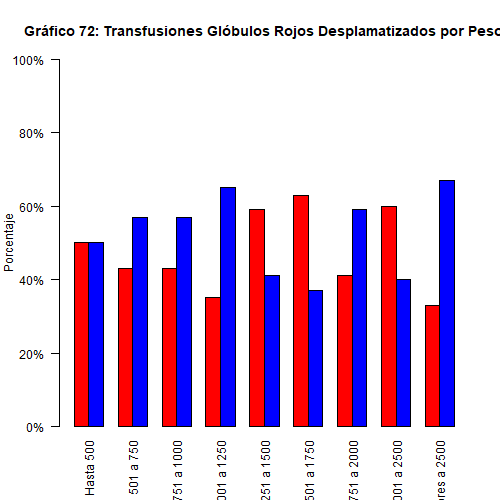 Gráfico 72: Transfusiones Glóbulos Rojos Desplamatizados por Peso
100%
80%
60%
40%
20%
0%
Porcentaje
Hasta 500
501 a 750
751 a 1000
001 a 1250
251 a 1500
501 a 1750
751 a 2000
001 a 2500
res a 2500